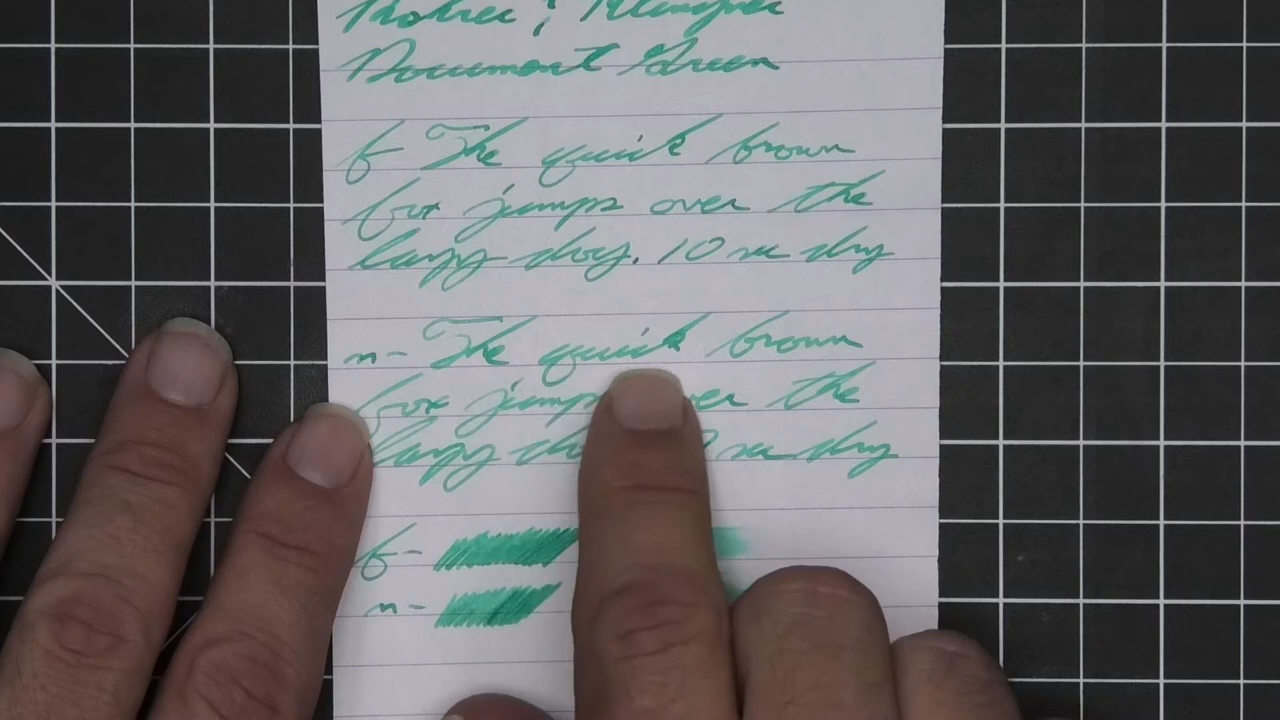 Document Green
f- The quick brown
fox jumps over the
lazy dog. 10 sec dry
m- The quick brown
fox jumps over the
lazy sec dry
f-
m-